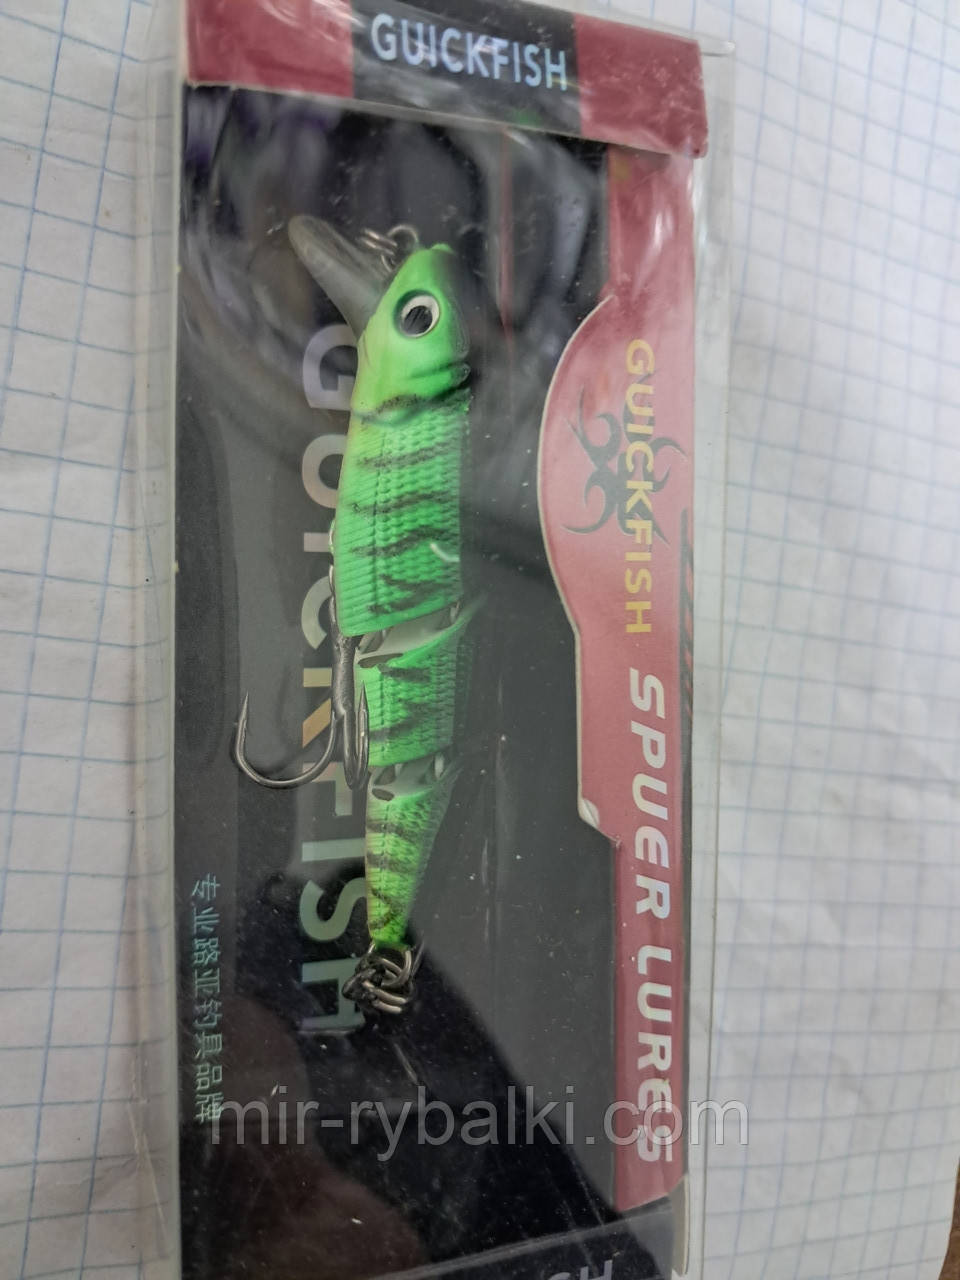 GUICKFISH
GUICKFISH SPUER LURES
GUICKFISH
专业路亚钓具品牌
mir-rybalki.com